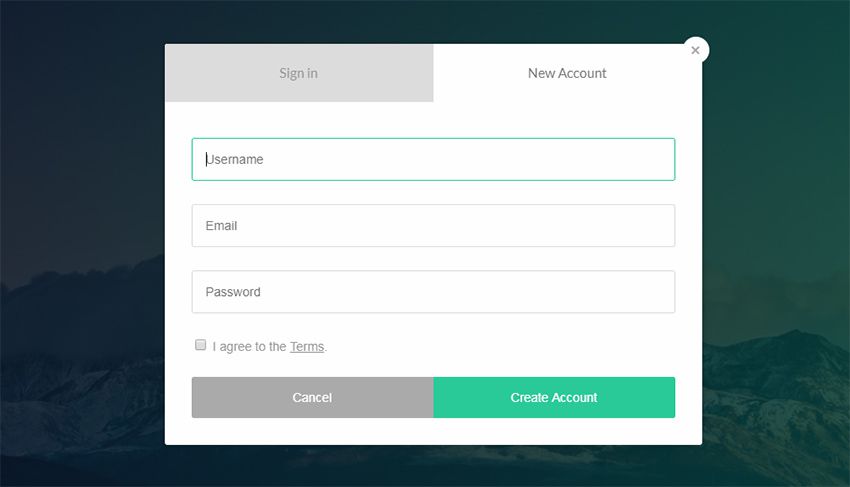 Sign in
New Account
Username
Email
Password
I agree to the Terms.
Cancel
Create Account